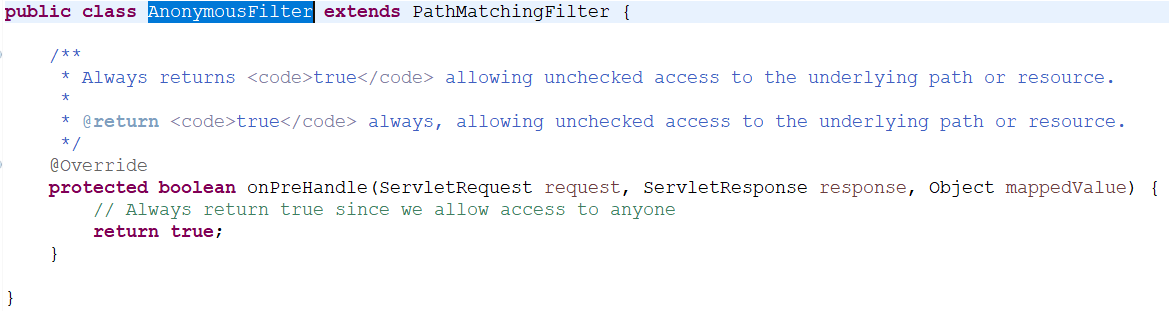 public class AnonymousFilter extends PathMatchingFilter {
/**
* Always returns <code>true</code> allowing unchecked access to the underlying path or resource.
*
* @return <code>true</code> always, allowing unchecked access to the underlying path or resource.
*/
@Override
protected boolean onPreHandle(ServletRequest request, ServletResponse response, Object mappedValue) {
// Always return true since we allow access to anyone
return true;
}
}